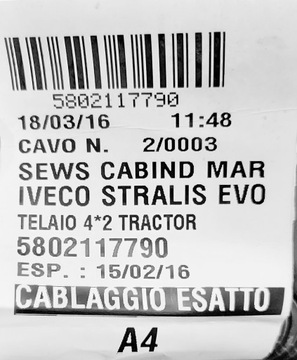 5802117790
18/03/16 11:48
CAVO N. 2/0003
SEWS CABIND MAR
IVECO STRALIS EVO
TELAIO 4*2 TRACTOR
5802117790
ESP. : 15/02/16
CABLAGGIO ESATTO
A4